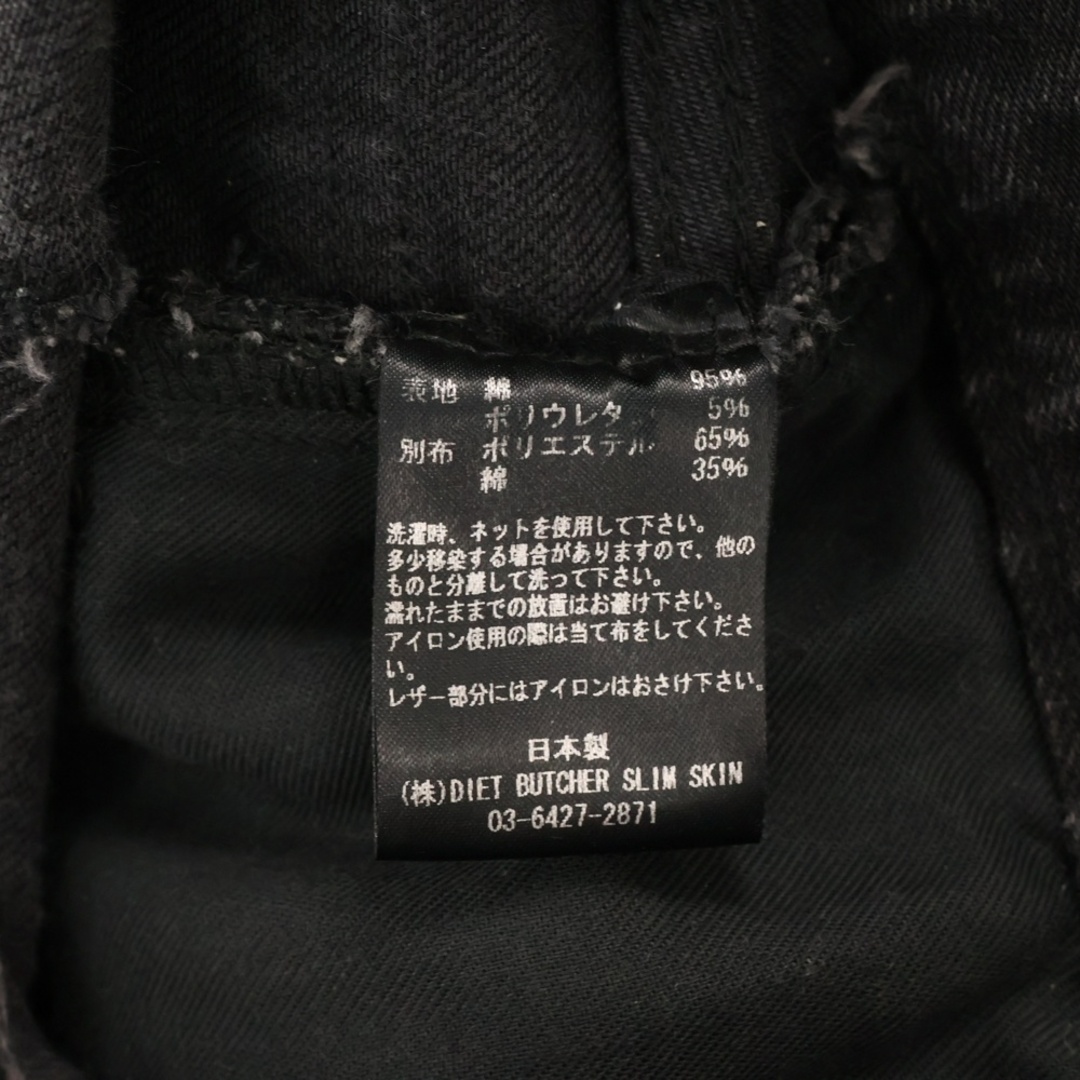 表地 綿 95%
ポリウレタ 5%
別布 ポリエステル 65%
綿 35%
洗濯時、ネットを使用して下さい。
多少移染する場合がありますので、他の
ものと分離して洗って下さい。
濡れたままでの放置はお避け下さい。
アイロン使用の際は当て布をしてくださ
い。
レザー部分にはアイロンはおさけ下さい。
日本製
(株)DIET BUTCHER SLIM SKIN
03-6427-2871